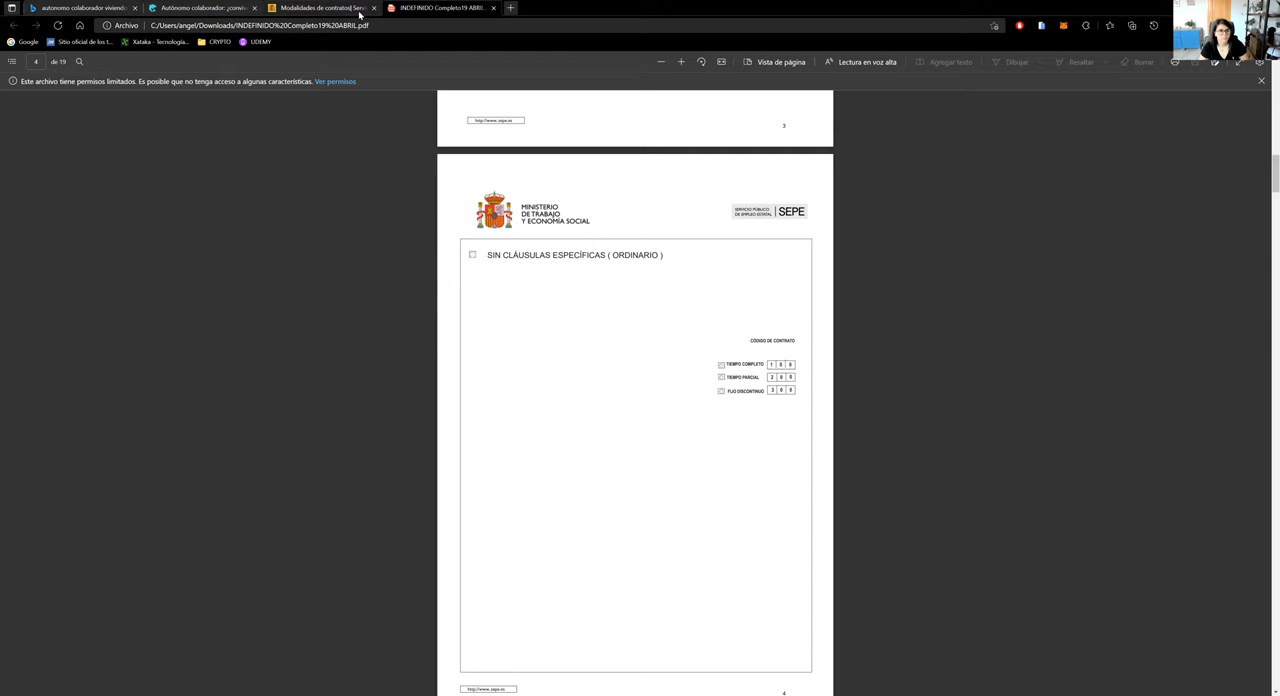 autonomo colaborador viviendo
Autónomo colaborador: ¿convi
Modalidades de contratos| Serv
INDEFINIDO Completo19 ABRIL.
Archivo
C:/Users/angel/Downloads/INDEFINIDO%20Completo19%20ABRIL.pdf
Google
Sitio oficial de los t...
Xataka - Tecnología...
CRYPTO
UDEMY
4
de 19
Vista de página
Lectura en voz alta
Agregar texto
Dibujar
Resaltar
Borrar
Este archivo tiene permisos limitados. Es posible que no tenga acceso a algunas características. Ver permisos
http://www.sepe.es
3
MINISTERIO
DE TRABAJO
Y ECONOMÍA SOCIAL
SERVICIO PÚBLICO
DE EMPLEO ESTATAL
SEPE
SIN CLÁUSULAS ESPECÍFICAS ( ORDINARIO )
CÓDIGO DE CONTRATO
TIEMPO COMPLETO 1 0 0
TIEMPO PARCIAL 2 0 0
FIJO DISCONTINUO 3 0 0
http://www.sepe.es
4